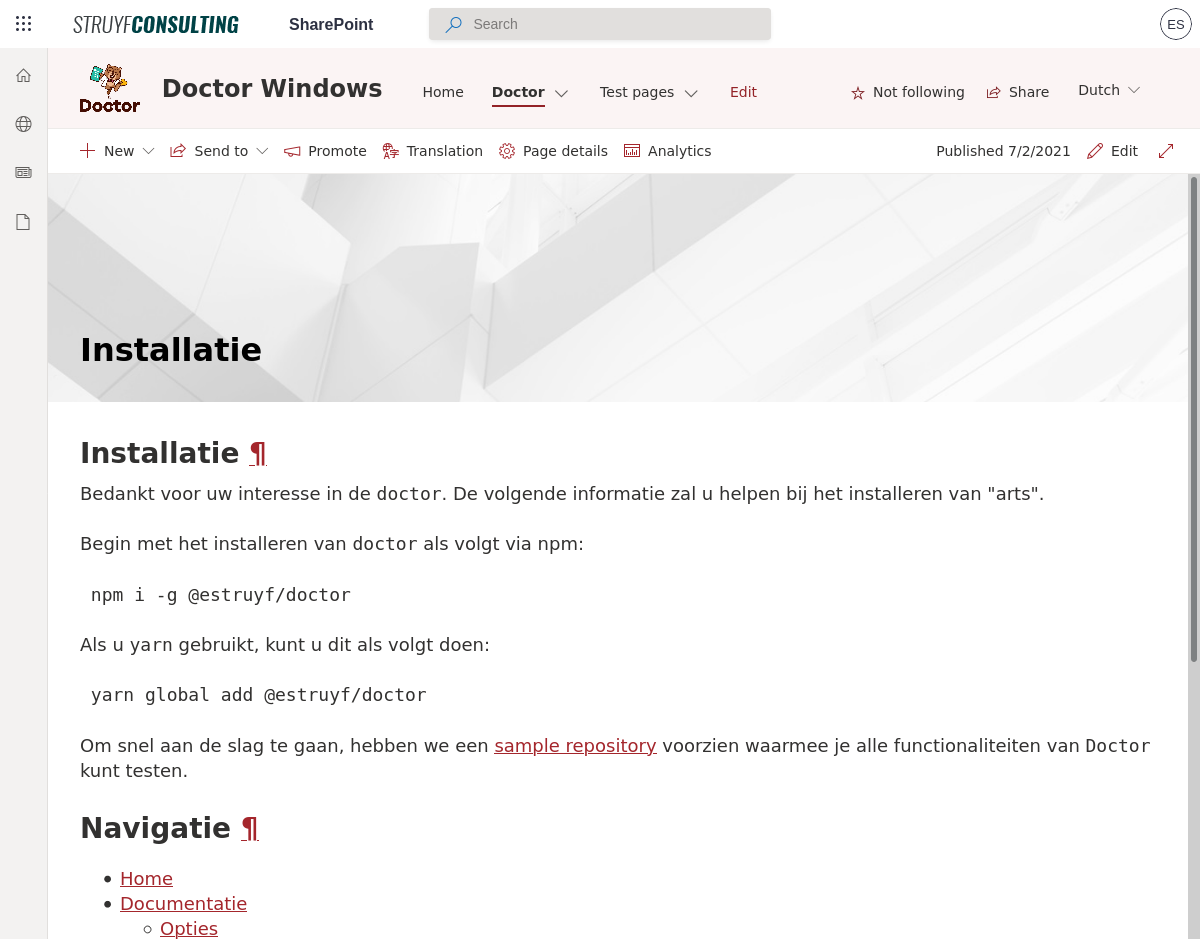 STRUYFCONSULTING SharePoint Search ES
Doctor
Doctor Windows Home Doctor Test pages Edit Not following Share Dutch
New Send to Promote Translation Page details Analytics Published 7/2/2021 Edit
Installatie
Installatie ¶
Bedankt voor uw interesse in de doctor. De volgende informatie zal u helpen bij het installeren van "arts".
Begin met het installeren van doctor als volgt via npm:
npm i -g @estruyf/doctor
Als u yarn gebruikt, kunt u dit als volgt doen:
yarn global add @estruyf/doctor
Om snel aan de slag te gaan, hebben we een sample repository voorzien waarmee je alle functionaliteiten van Doctor
kunt testen.
Navigatie ¶
Home
Documentatie
Opties